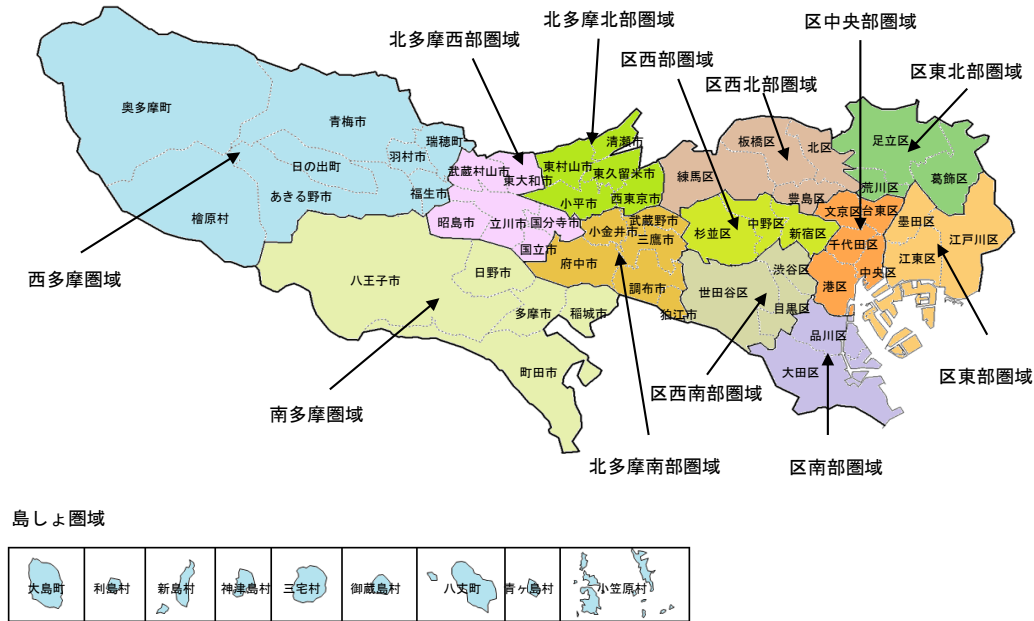 北多摩北部圏域
区中央部圏域
北多摩西部圏域
区西部圏域
区西北部圏域
区東北部圏域
奥多摩町
青梅市
瑞穂町
羽村市
日の出町
あきる野市
福生市
檜原村
武蔵村山市
東大和市
昭島市
立川市
国分寺市
国立市
清瀬市
東村山市
東久留米市
小平市
西東京市
武蔵野市
小金井市
三鷹市
府中市
調布市
狛江市
八王子市
日野市
多摩市
稲城市
町田市
板橋区
北区
練馬区
豊島区
杉並区
中野区
新宿区
渋谷区
世田谷区
目黒区
足立区
荒川区
葛飾区
文京区
台東区
千代田区
中央区
港区
墨田区
江東区
江戸川区
品川区
大田区
西多摩圏域
南多摩圏域
区西南部圏域
区東部圏域
北多摩南部圏域
区南部圏域
島しょ圏域
大島町
利島村
新島村
神津島村
三宅村
御蔵島村
八丈町
青ヶ島村
小笠原村